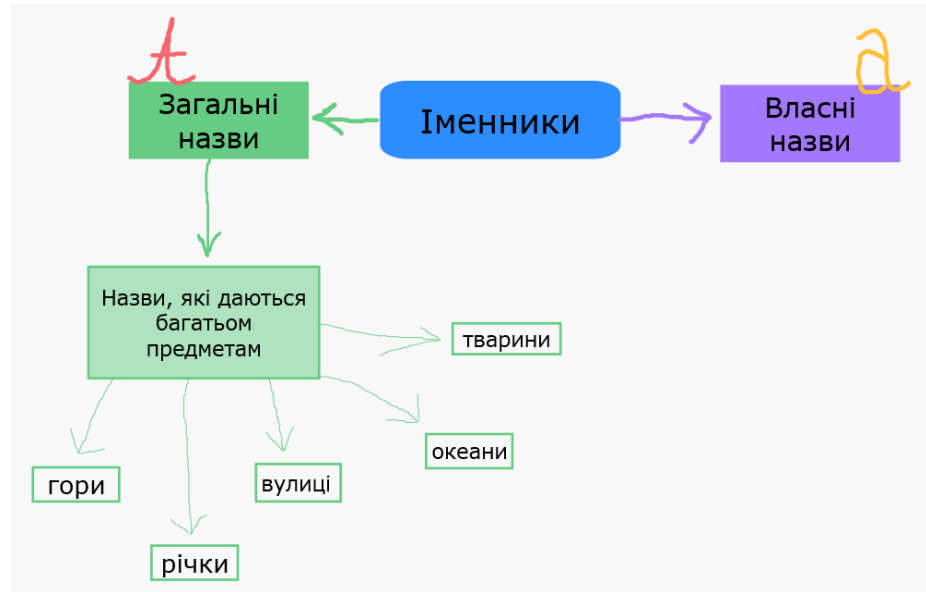 А
а
Загальні
назви
Іменники
Власні
назви
Назви, які даються
багатьом
предметам
тварини
океани
гори
вулиці
річки